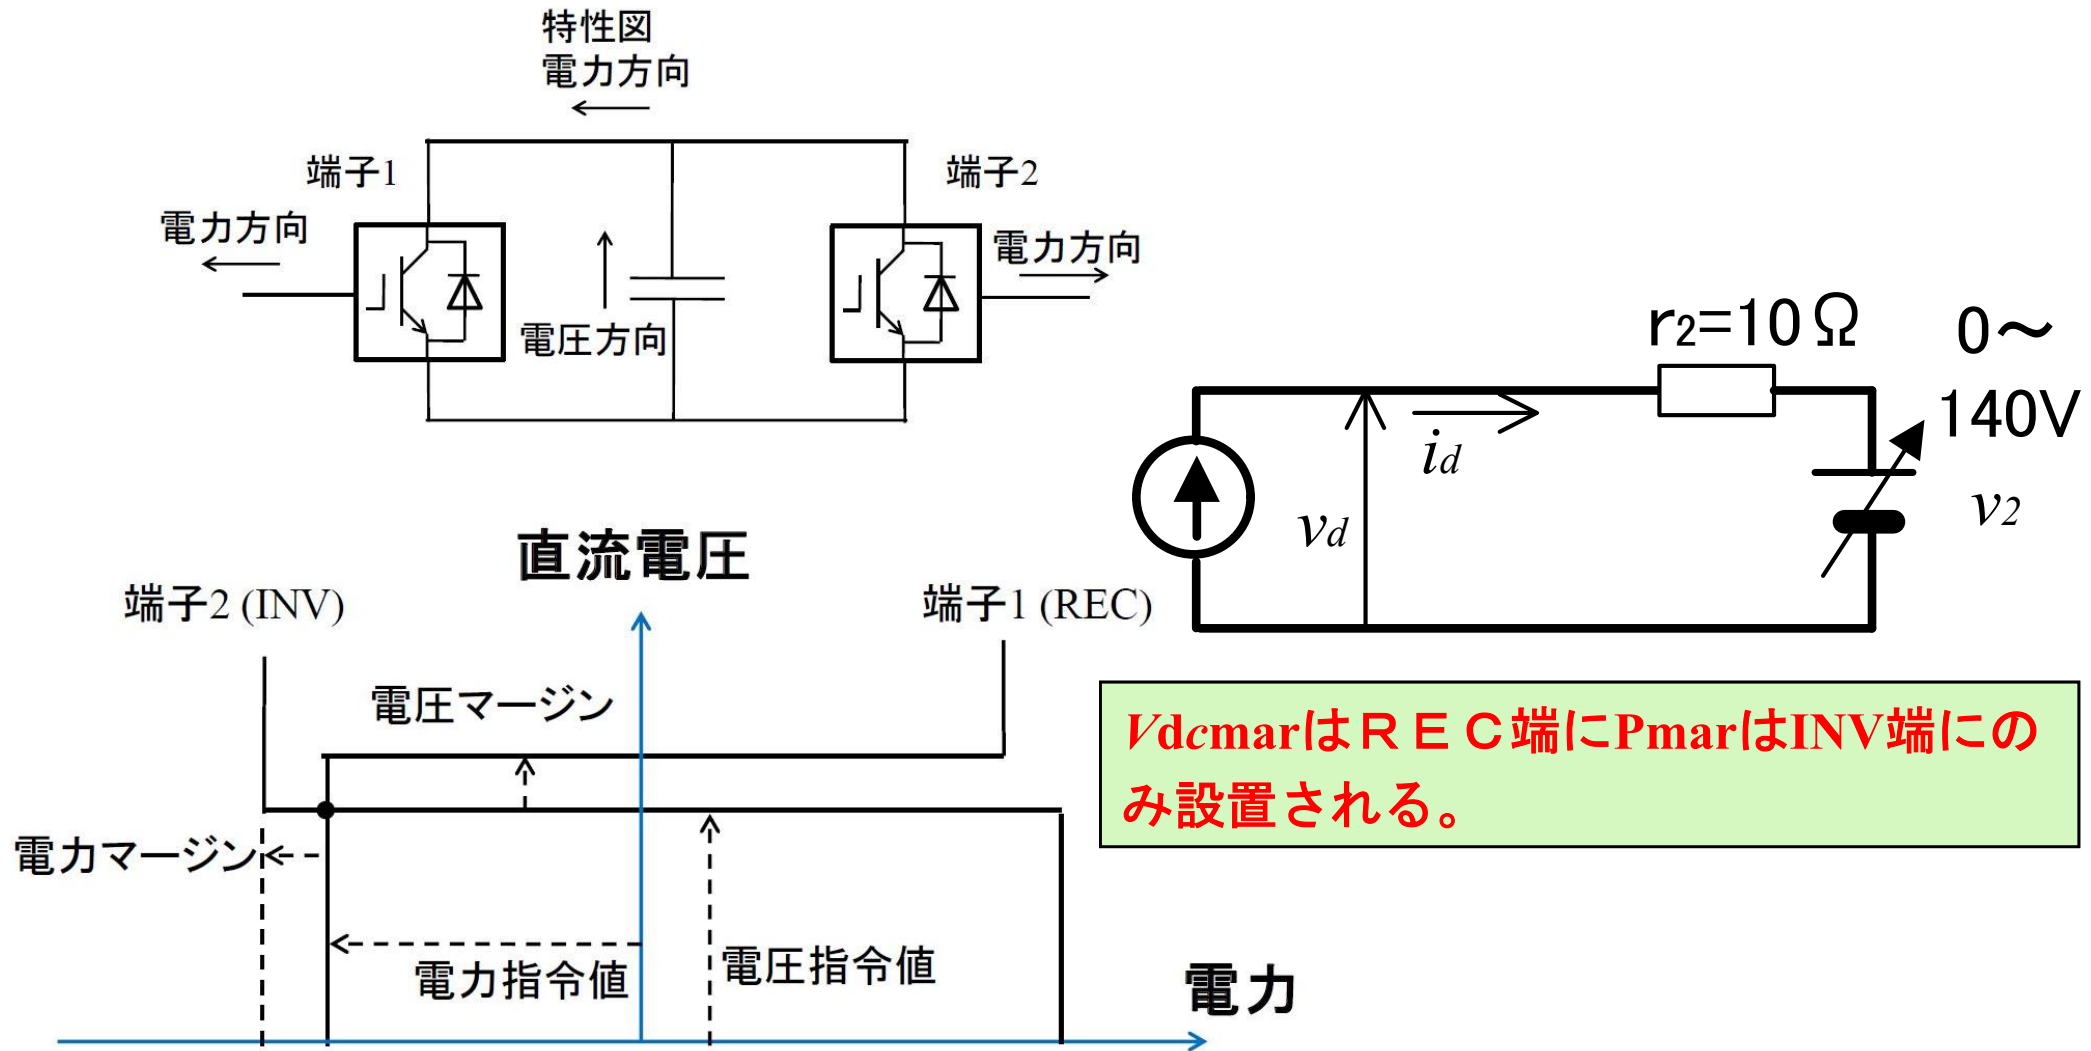 特性図
電力方向
端子1
端子2
電力方向
電力方向
電圧方向
r2=10Ω
0～
140V
id
vd
v2
直流電圧
端子2 (INV)
端子1 (REC)
電圧マージン
VdcmarはＲＥＣ端にPmarはINV端にの
み設置される。
電力マージン
電力指令値
電圧指令値
電力